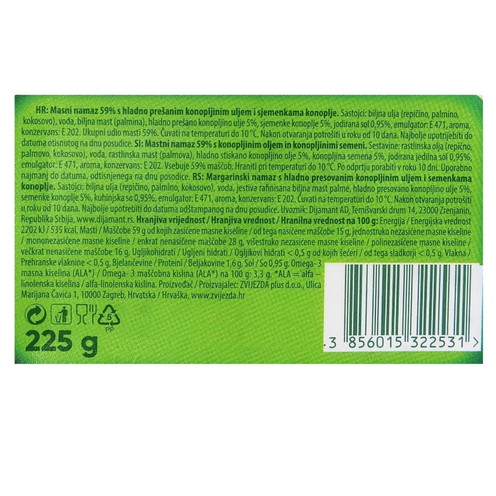 HR: Masni namaz 59% s hladno prešanim konopljinim uljem i sjemenkama konoplje. Sastojci: biljna ulja (repičino, palmino,
kokosovo), voda, biljna mast (palmina), hladno prešano konopljino ulje 5%, sjemenke konoplje 5%, jodirana sol 0,95%, emulgator: E 471, aroma,
konzervans: E 202. Ukupni udio masti 59%. Čuvati na temperaturi do 10 °C. Nakon otvaranja potrošiti u roku od 10 dana. Najbolje upotrijebiti do
datuma otisnutog na dnu posudice. SI: Masni namaz 59% s konopljinim oljem in konopljinimi semeni. Sestavine: rastlinska olja (repično,
palmovo, kokosovo), voda, rastlinska mast (palmova), hladno stiskano konopljino olje 5%, konopljina semena 5%, jodirana jedilna sol 0,95%,
emulgator: E 471, aroma, konzervans: E 202. Vsebuje 59% maščob. Hraniti pri temperaturi do 10 °C. Po odprtju porabiti v roku 10 dni. Uporabno
najmanj do datuma, odtisnjenega na dnu posodice. RS: Margarinski namaz s hladno presovanim konopljinim uljem i semenkama
konoplje. Sastojci: biljna ulja (repičino, palmino, kokosovo), voda, jestiva rafinisana biljna mast palme, hladno presovano konopljino ulje 5%,
semenke konoplje 5%, kuhinjska so 0,95%, emulgator: E 471, aroma, konzervans: E 202. Čuvati na temperaturi do 10°C. Nakon otvaranja potrošiti
u roku od 10 dana. Najbolje upotrebiti do datuma odštampanog na dnu posudice. Uvoznik: Dijamant AD, Temišvarski drum 14, 23000 Zrenjanin,
Republika Srbija, www.dijamant.rs. Hranjiva vrijednost / Hranilna vrednost / Hranljiva vrednost na 100 g: Energija / Energijska vrednost
2202 kJ / 535 kcal, Masti / Maščobe 59 g od kojih zasićene masne kiseline / od tega nasičene maščobe 15 g, jednostruko nezasićene masne kiseline
/ mononezasićene masne kiseline / enkrat nenasičene maščobe 28 g, višestruko nezasićene masne kiseline / polinezasićene masne kiseline /
večkrat nenasičene maščobe 16 g, Ugljikohidrati / Ugljeni hidrati / Ogljikovi hidrati < 0,5 g od kojih šećeri / od tega sladkorji < 0,5 g, Vlakna /
Prehranske vlaknine < 0,5 g, Bjelančevine / Proteini / Beljakovine 1,6 g, Sol / So 0,95 g. Omega-3
masna kiselina (ALA*) / Omega-3 maščobna kislina (ALA*) na 100 g: 3,3 g. *ALA – alfa –
linolenska kiselina / alfa-linolenska kislina. Proizvođač / Proizvajalec: ZVIJEZDA plus d.o.o., Ulica
Marijana Čavića 1, 10000 Zagreb, Hrvatska / Hrvaška, www.zvijezda.hr
5
PP
225 g
3 856015 322531